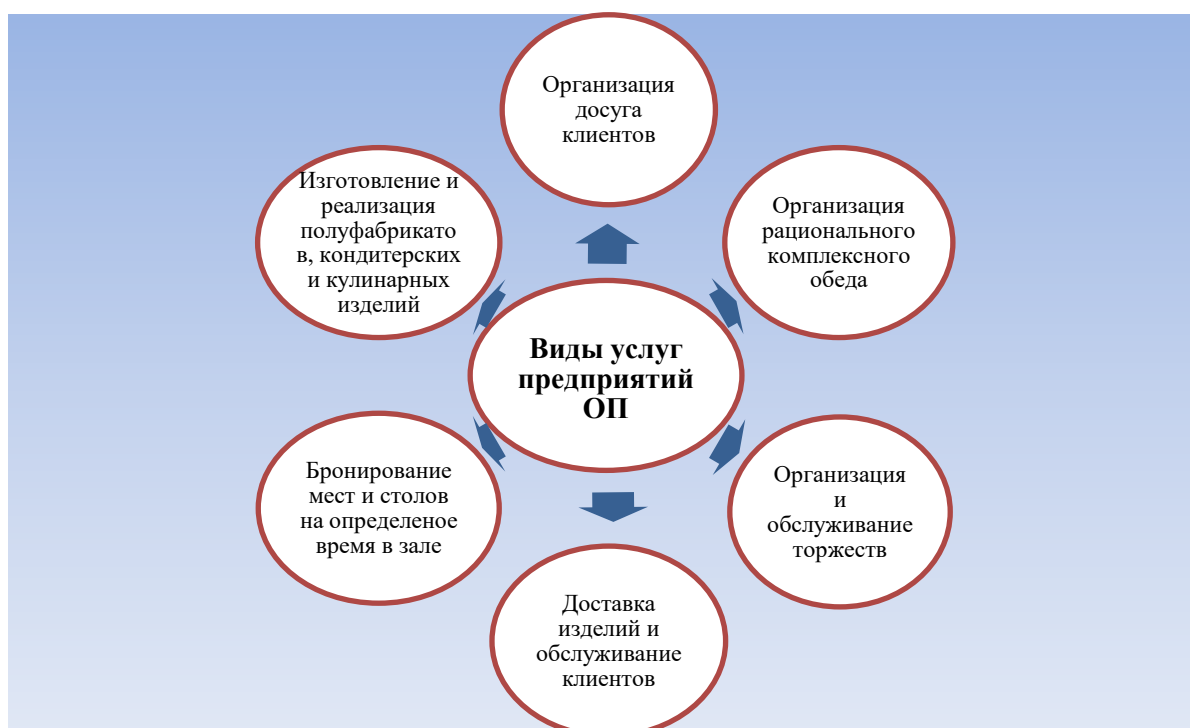 Организация
досуга
клиентов
Изготовление и
реализация
полуфабрикато
в, кондитерских
и кулинарных
изделий
Организация
рационального
комплексного
обеда
Виды услуг
предприятий
ОП
Бронирование
мест и столов
на определеное
время в зале
Организация
и
обслуживание
торжеств
Доставка
изделий и
обслуживание
клиентов